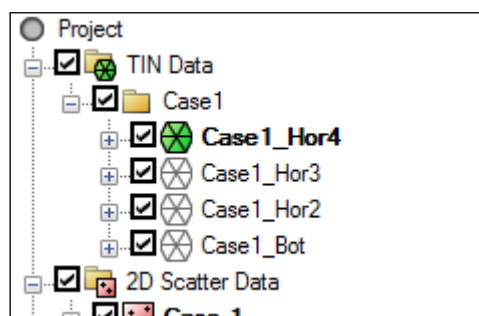 Project
TIN Data
Case1
Case1_Hor4
Case1_Hor3
Case1_Hor2
Case1_Bot
2D Scatter Data